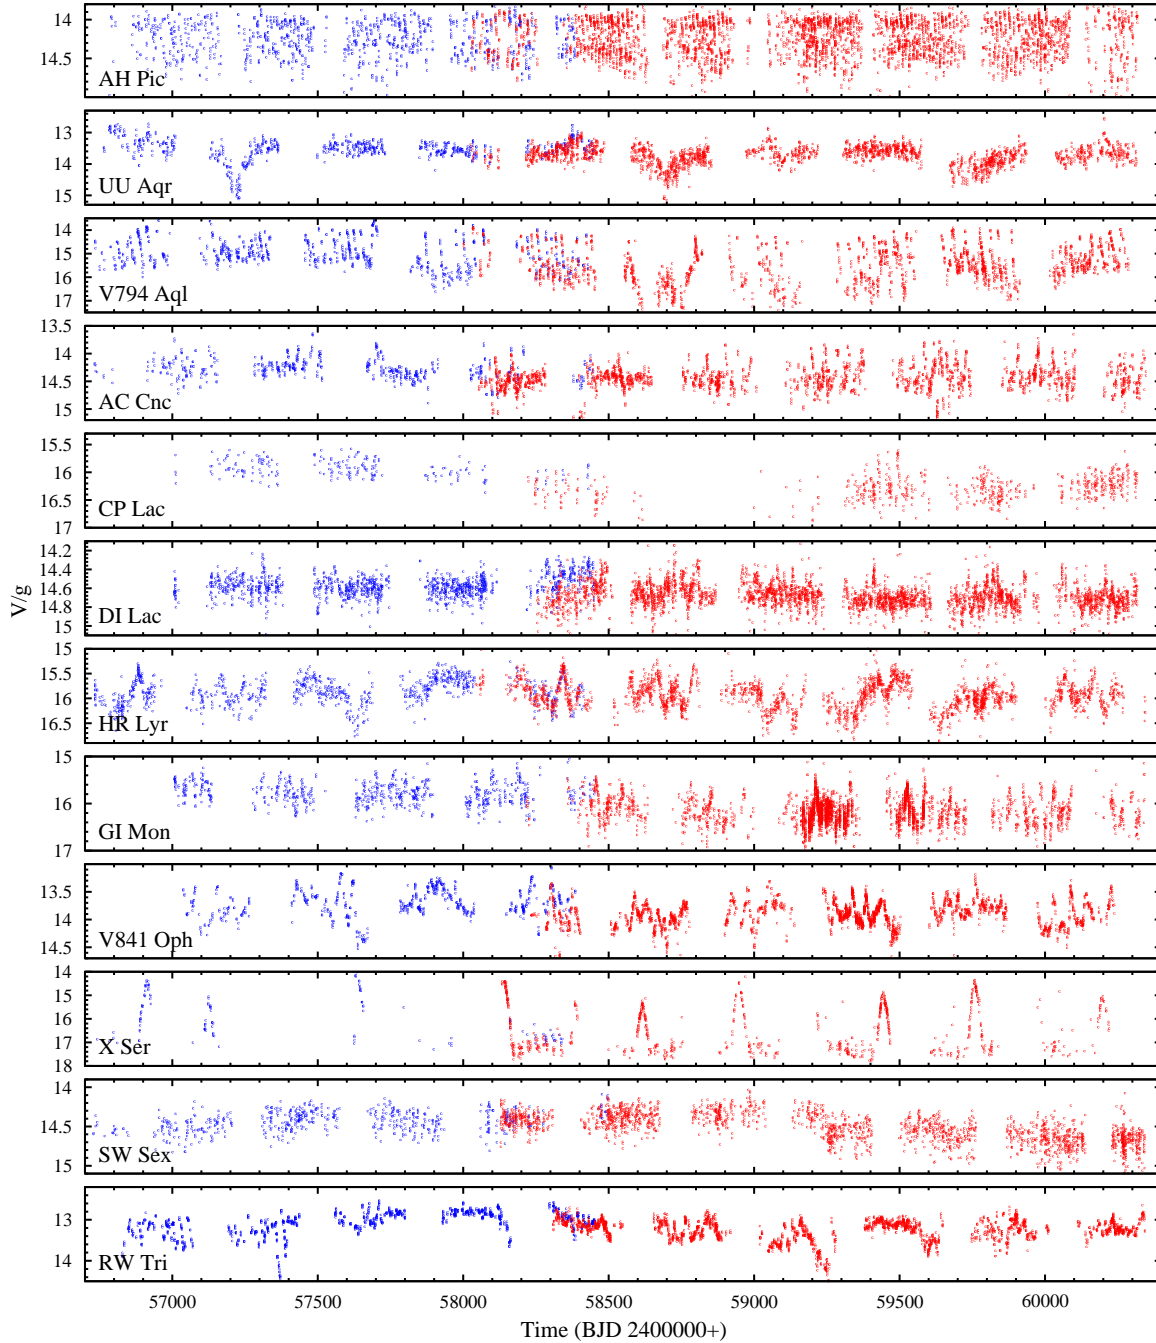 14
14.5
AH Pic
13
14
15
UU Aqr
14
15
16
17
V794 Aql
13.5
14
14.5
15
AC Cnc
15.5
16
16.5
17
CP Lac
14.2
14.4
14.6
14.8
15
DI Lac
V/g
15
15.5
16
16.5
HR Lyr
15
16
17
GI Mon
13.5
14
14.5
V841 Oph
14
15
16
17
18
X Ser
14
14.5
15
SW Sex
13
14
RW Tri
57000 57500 58000 58500 59000 59500 60000
Time (BJD 2400000+)